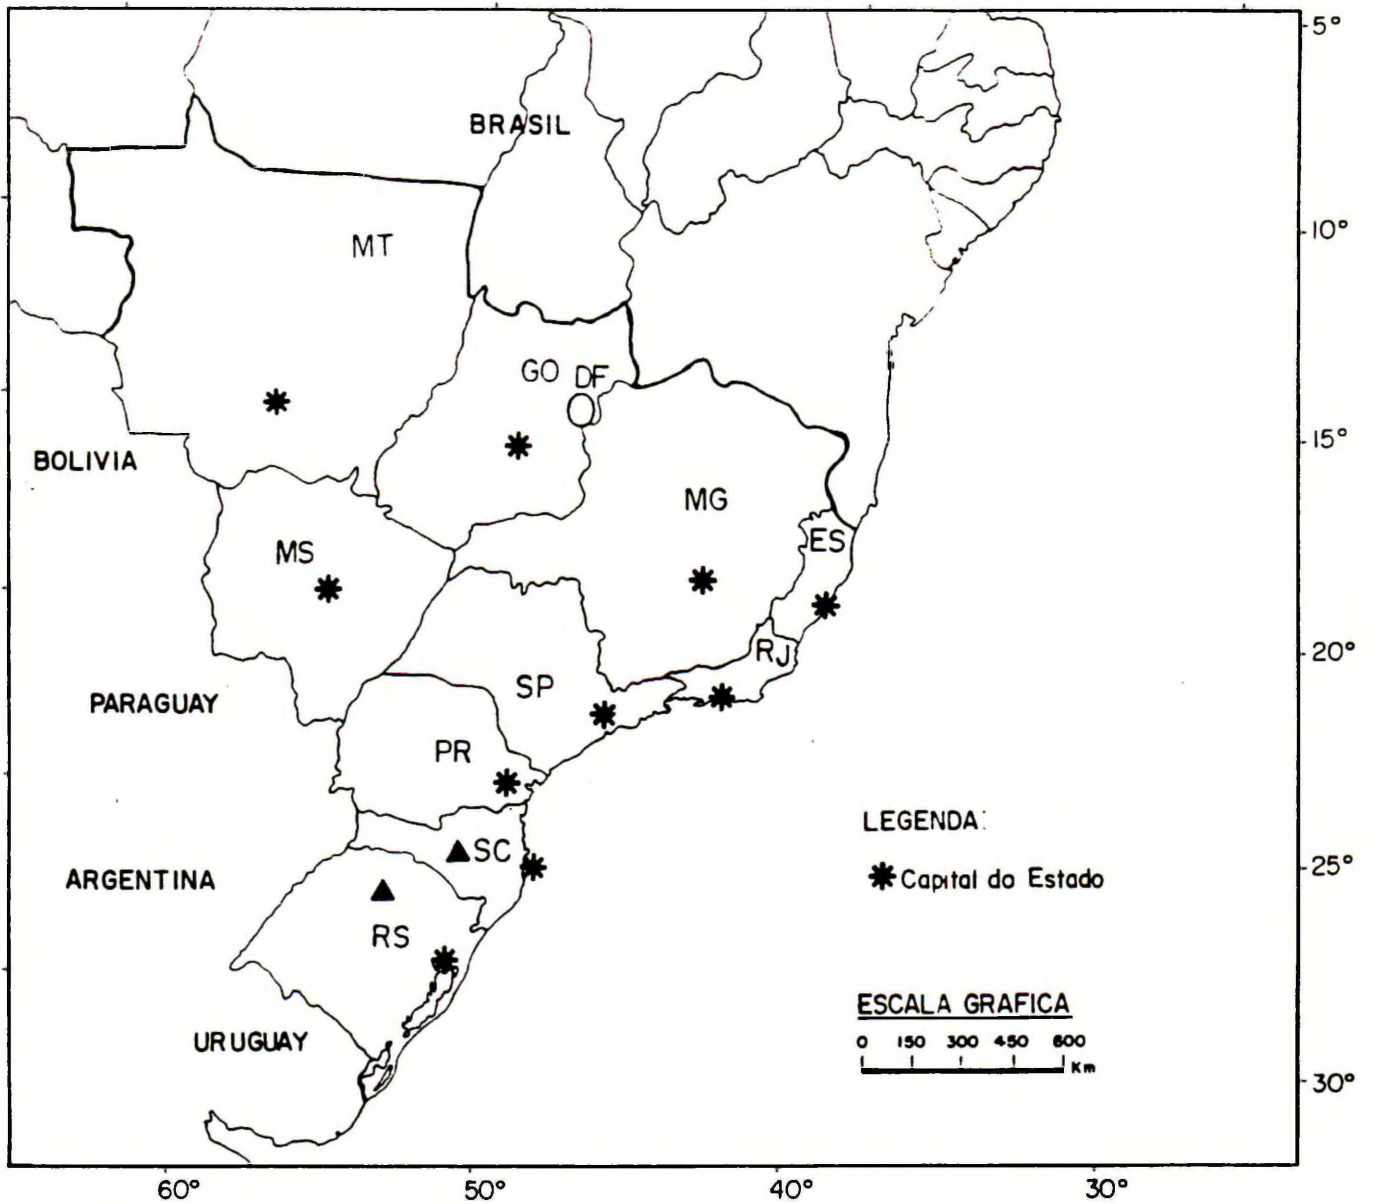 5°
BRASIL
10°
MT
GO DF
15°
BOLIVIA
MG
ES
MS
20°
RJ
SP
PARAGUAY
PR
LEGENDA:
SC
25°
ARGENTINA
Capital do Estado
RS
ESCALA GRAFICA
URUGUAY
0 150 300 450 600
Km
30°
60° 50° 40° 30°